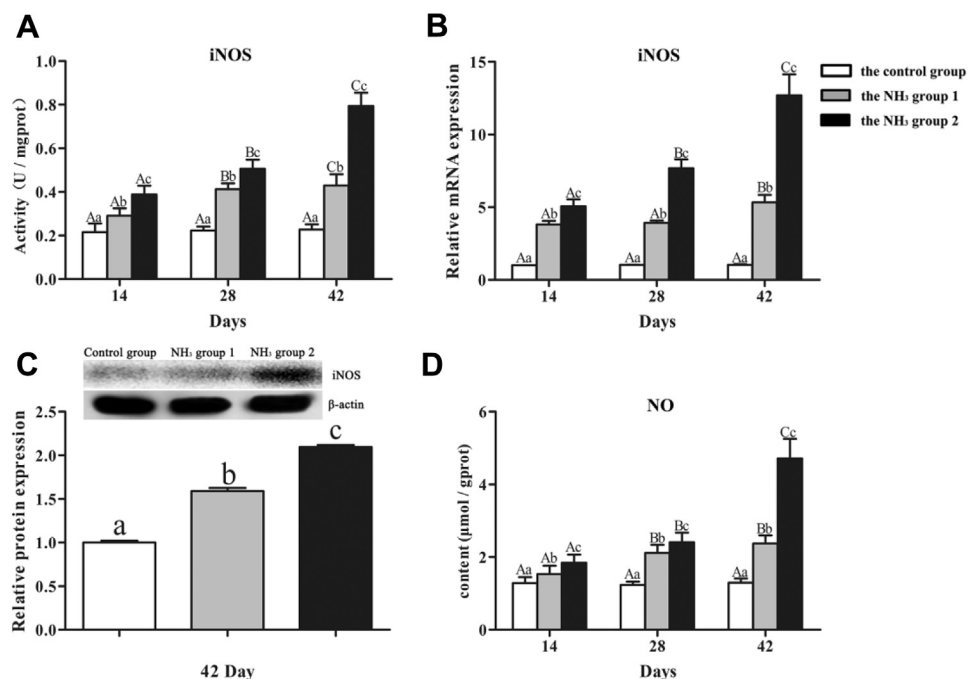 A
iNOS
Activity (U / mgprot)
1.0
0.8
0.6
0.4
0.2
0.0
Aa Ab Ac
Aa Bb Bc
Aa Cb Cc
14 28 42
Days
B
iNOS
Relative mRNA expression
15
10
5
0
Aa Ab Ac
Aa Ab Bc
Aa Bb Cc
14 28 42
Days
the control group
the NH₃ group 1
the NH₃ group 2
C
Control group NH₃ group 1 NH₃ group 2
iNOS
β-actin
Relative protein expression
2.5
2.0
1.5
1.0
0.5
0.0
a b c
42 Day
D
NO
content (μmol / gprot)
6
4
2
0
Aa Ab Ac
Aa Bb Bc
Aa Bb Cc
14 28 42
Days